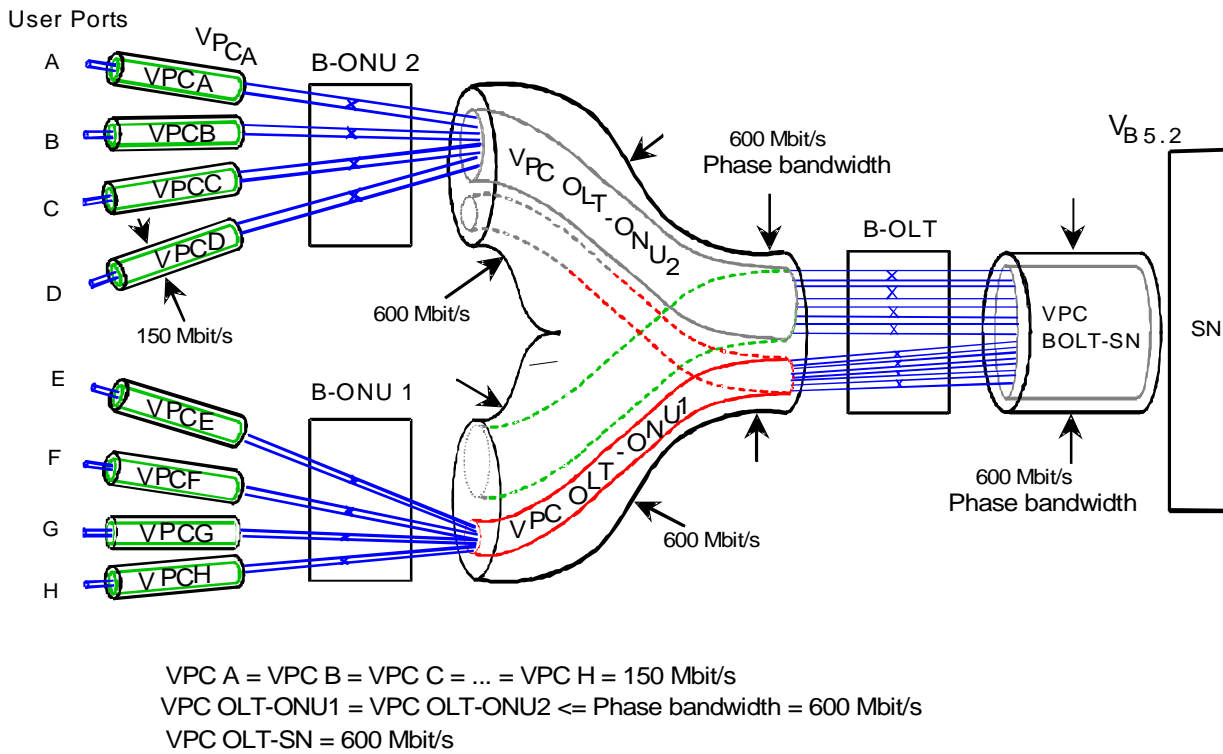 User Ports
A
VPCA
VPCA
B-ONU 2
B
VPCB
C
VPCC
D
VPCD
150 Mbit/s
600 Mbit/s
VPC OLT-ONU2
600 Mbit/s
Phase bandwidth
B-OLT
VB5.2
VPC
BOLT-SN
SN
600 Mbit/s
Phase bandwidth
E
VPCE
B-ONU 1
F
VPCF
G
VPCG
H
VPCH
VPC OLT-ONU1
600 Mbit/s
VPC A = VPC B = VPC C = ... = VPC H = 150 Mbit/s
VPC OLT-ONU1 = VPC OLT-ONU2 <= Phase bandwidth = 600 Mbit/s
VPC OLT-SN = 600 Mbit/s